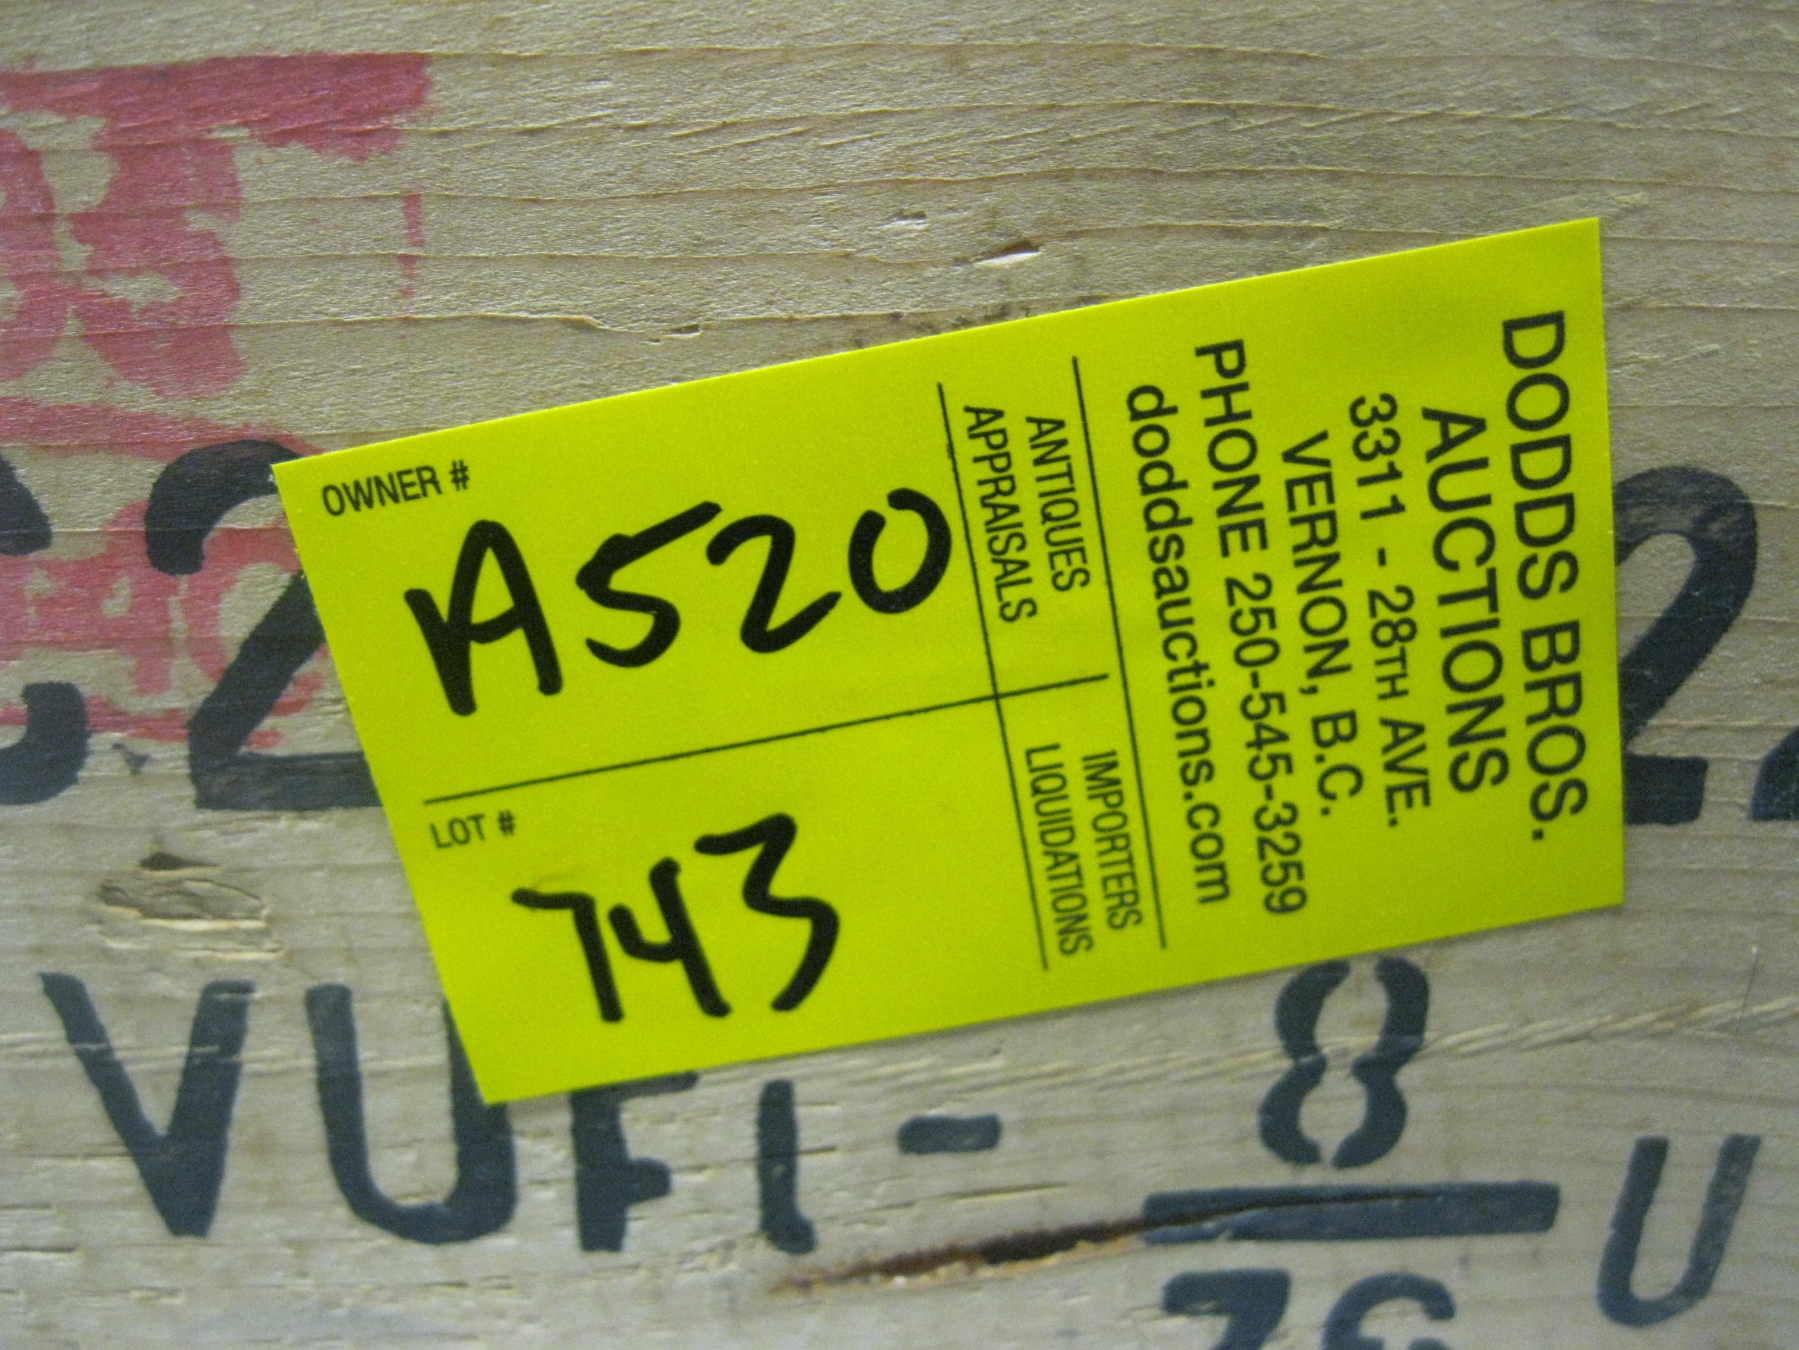 DODDS BROS.
AUCTIONS
3311 - 28TH AVE.
VERNON, B.C.
PHONE 250-545-3259
doddsauctions.com
ANTIQUES
APPRAISALS
IMPORTERS
LIQUIDATIONS
OWNER #
A520
LOT #
743
8
U